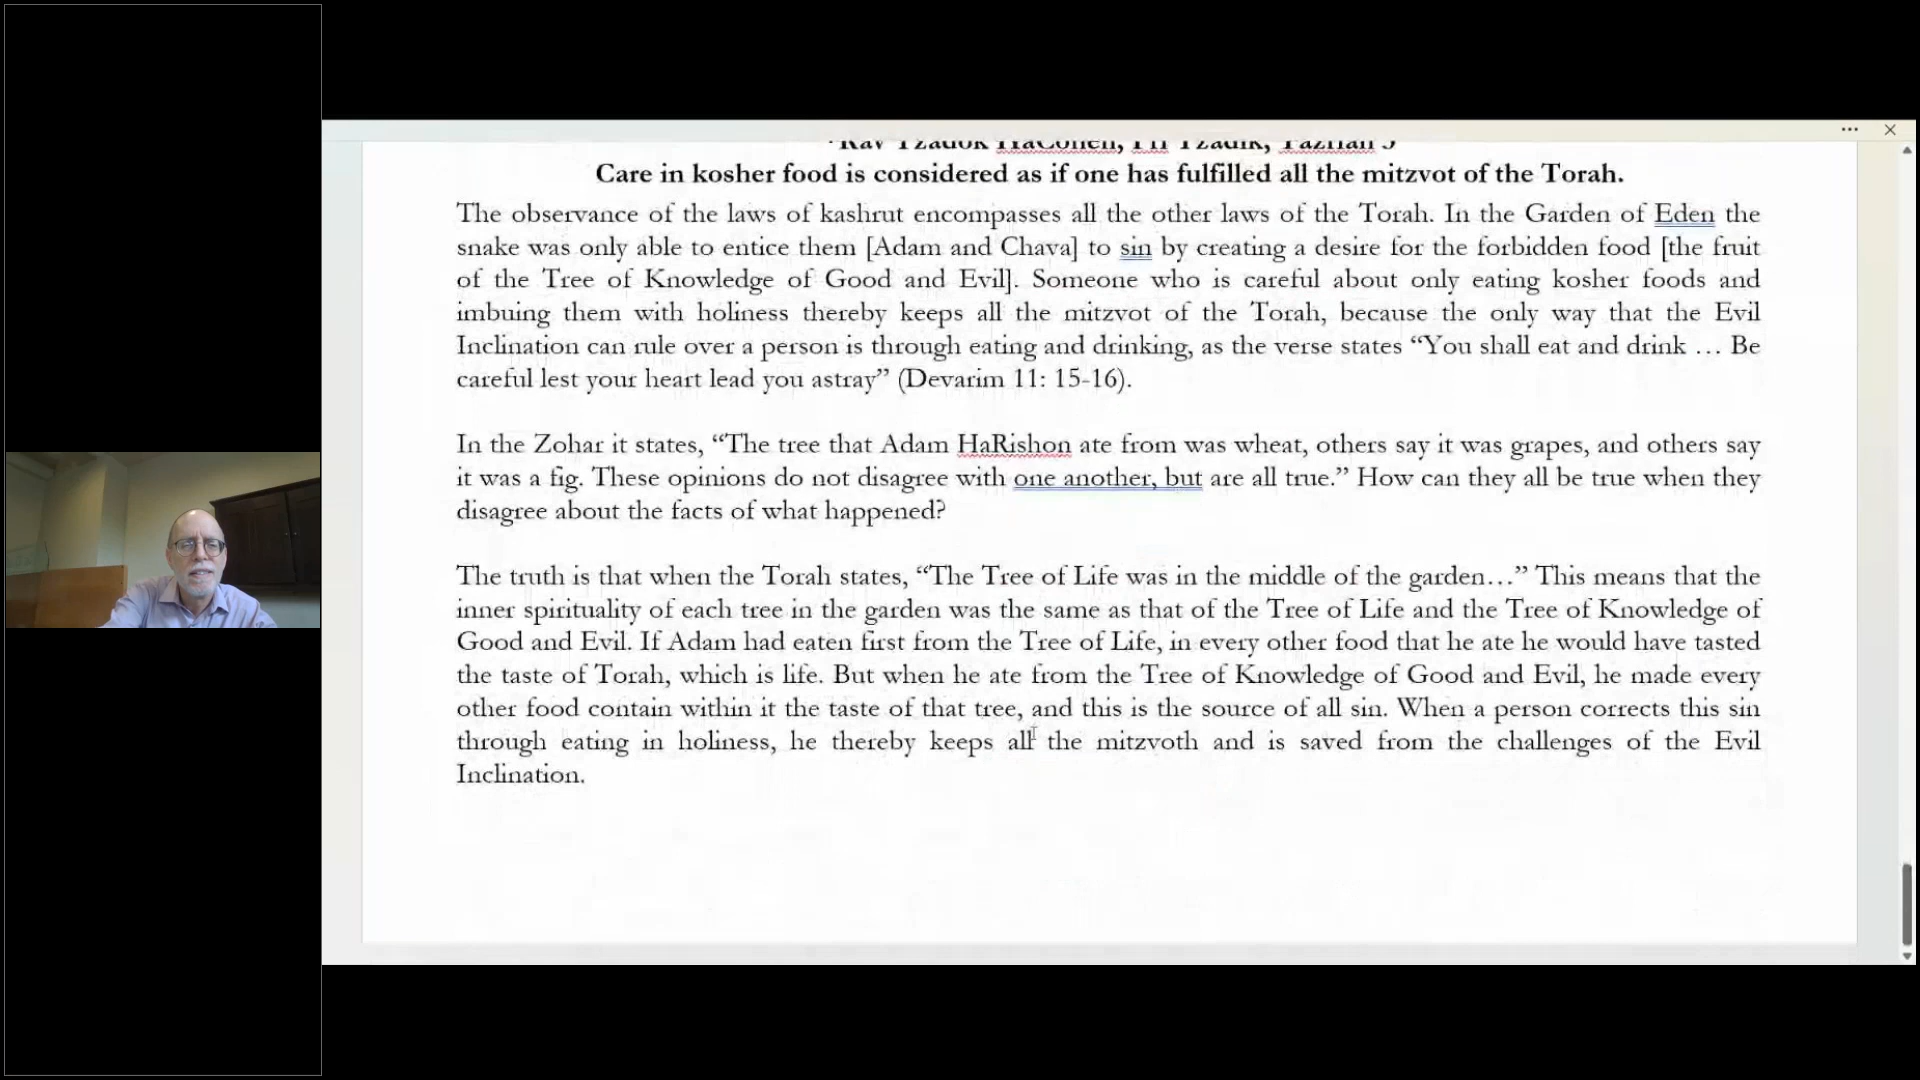 Rav Tzadok HaCohen, Pri Tzadik, Tazriah 5
Care in kosher food is considered as if one has fulfilled all the mitzvot of the Torah.
The observance of the laws of kashrut encompasses all the other laws of the Torah. In the Garden of Eden the
snake was only able to entice them [Adam and Chava] to sin by creating a desire for the forbidden food [the fruit
of the Tree of Knowledge of Good and Evil]. Someone who is careful about only eating kosher foods and
imbuing them with holiness thereby keeps all the mitzvot of the Torah, because the only way that the Evil
Inclination can rule over a person is through eating and drinking, as the verse states “You shall eat and drink … Be
careful lest your heart lead you astray” (Devarim 11: 15-16).
In the Zohar it states, “The tree that Adam HaRishon ate from was wheat, others say it was grapes, and others say
it was a fig. These opinions do not disagree with one another, but are all true.” How can they all be true when they
disagree about the facts of what happened?
The truth is that when the Torah states, “The Tree of Life was in the middle of the garden…” This means that the
inner spirituality of each tree in the garden was the same as that of the Tree of Life and the Tree of Knowledge of
Good and Evil. If Adam had eaten first from the Tree of Life, in every other food that he ate he would have tasted
the taste of Torah, which is life. But when he ate from the Tree of Knowledge of Good and Evil, he made every
other food contain within it the taste of that tree, and this is the source of all sin. When a person corrects this sin
through eating in holiness, he thereby keeps all the mitzvoth and is saved from the challenges of the Evil
Inclination.